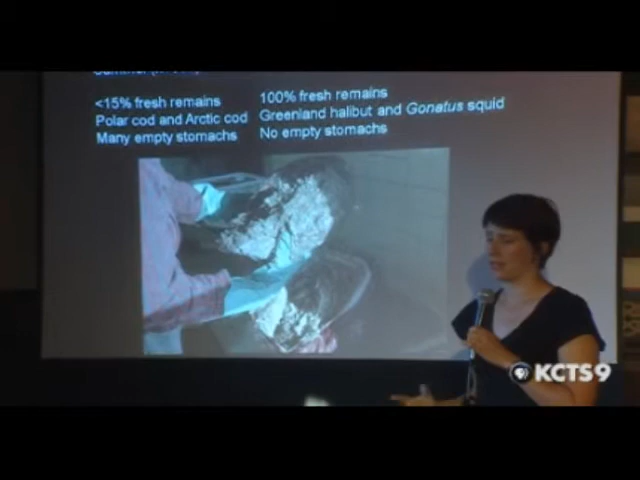 <15% fresh remains
Polar cod and Arctic cod
Many empty stomachs
100% fresh remains
Greenland halibut and Gonatus squid
No empty stomachs
KCTS9